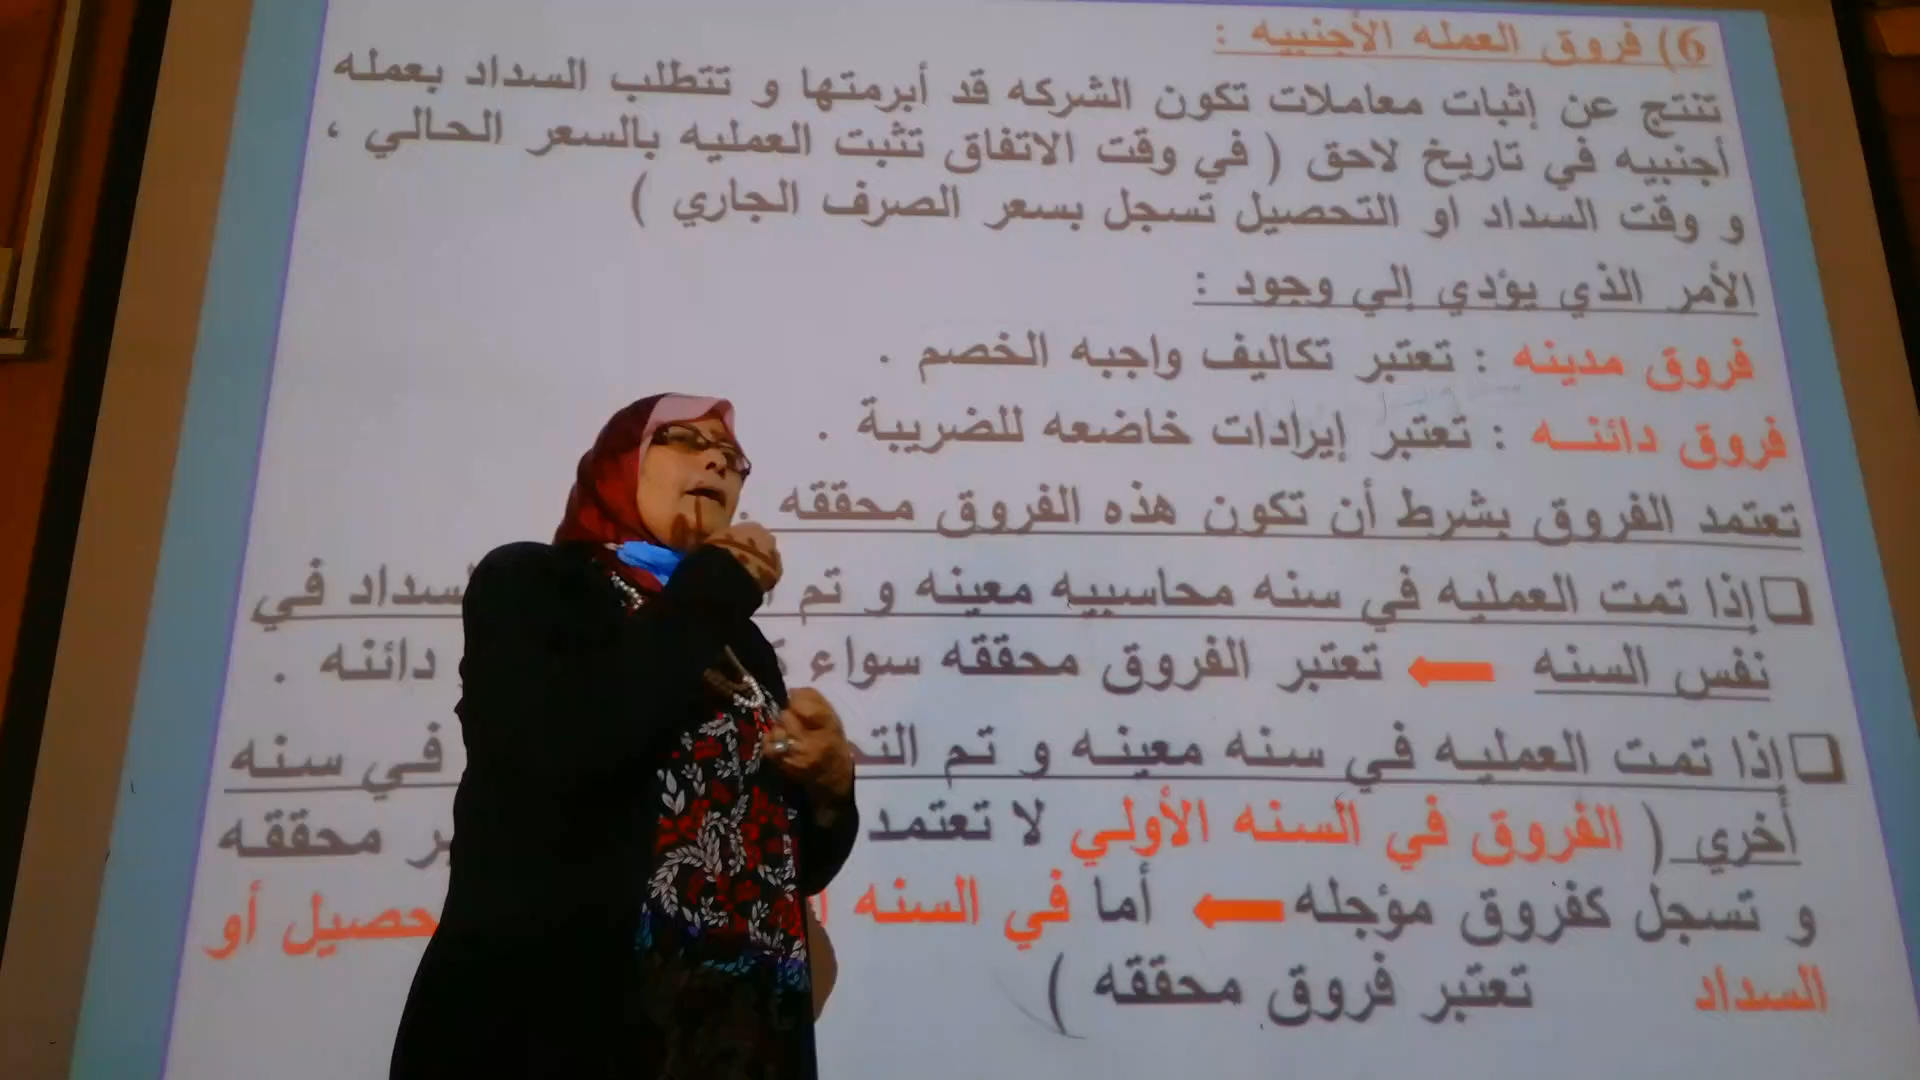 6) فروق العمله الأجنبيه :
تنتج عن إثبات معاملات تكون الشركه قد أبرمتها و تتطلب السداد بعمله
أجنبيه في تاريخ لاحق ( في وقت الاتفاق تثبت العمليه بالسعر الحالي ،
و وقت السداد او التحصيل تسجل بسعر الصرف الجاري )
الأمر الذي يؤدي إلي وجود :
فروق مدينه : تعتبر تكاليف واجبه الخصم .
فروق دائنـه : تعتبر إيرادات خاضعه للضريبة .
تعتمد الفروق بشرط أن تكون هذه الفروق محققه .
إذا تمت العمليه في سنه محاسبيه معينه و تم السداد في
نفس السنه تعتبر الفروق محققه سواء دائنه .
إذا تمت العمليه في سنه معينه و تم في سنه
أخري ( الفروق في السنه الأولي لا تعتمد محققه
و تسجل كفروق مؤجله أما في السنه أو
السداد تعتبر فروق محققه )